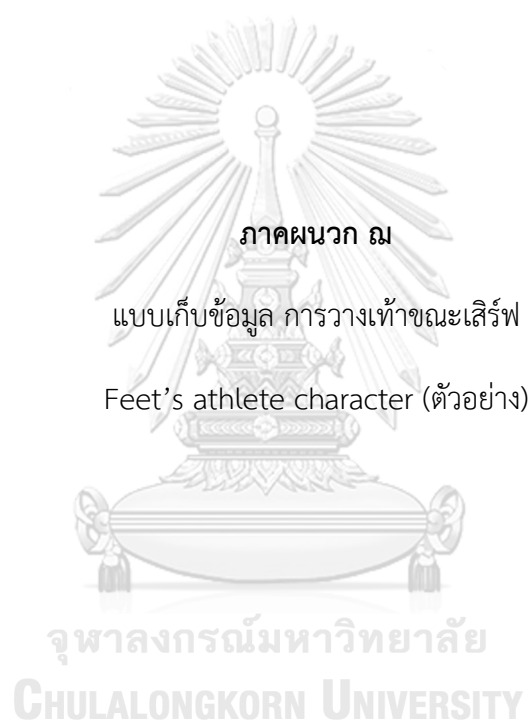 ภาคผนวก ฌ
แบบเก็บข้อมูล การวางเท้าขณะเสิร์ฟ
Feet’s athlete character (ตัวอย่าง)
จุฬาลงกรณ์มหาวิทยาลัย
CHULALONGKORN UNIVERSITY